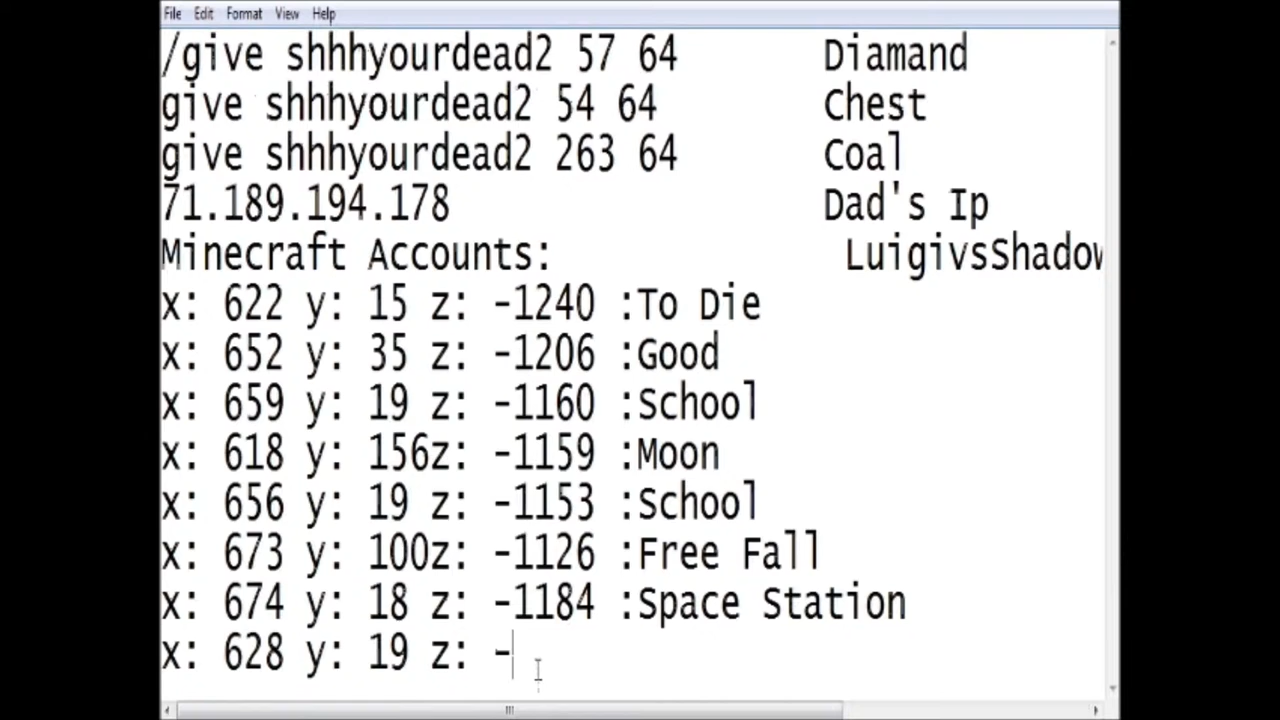 File Edit Format View Help
/give shhhyourdead2 57 64 Diamand
give shhhyourdead2 54 64 Chest
give shhhyourdead2 263 64 Coal
71.189.194.178 Dad's Ip
Minecraft Accounts: LuigivsShadow
x: 622 y: 15 z: -1240 :To Die
x: 652 y: 35 z: -1206 :Good
x: 659 y: 19 z: -1160 :School
x: 618 y: 156z: -1159 :Moon
x: 656 y: 19 z: -1153 :School
x: 673 y: 100z: -1126 :Free Fall
x: 674 y: 18 z: -1184 :Space Station
x: 628 y: 19 z: -